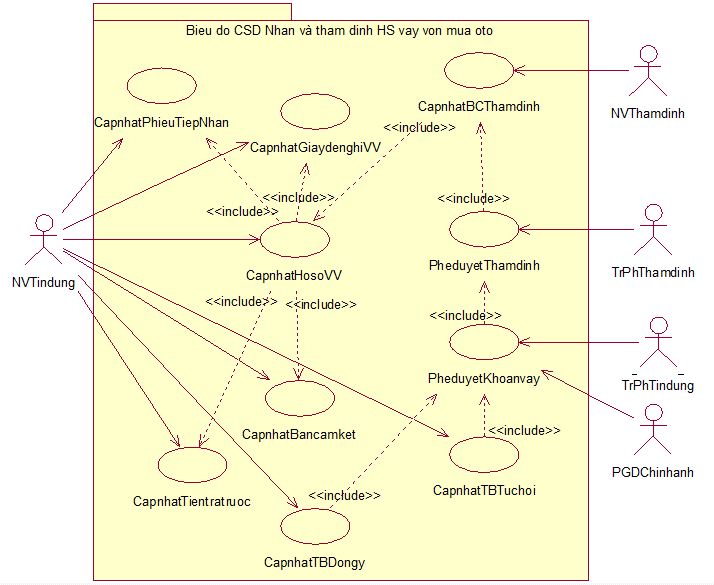 Bieu do CSD Nhan và tham dinh HS vay von mua oto
CapnhatPhieuTiepNhan
CapnhatGiaydenghiVV
CapnhatBCThamdinh
<<include>>
NVThamdinh
<<include>>
<<include>>
<<include>>
NVTindung
CapnhatHosoVV
PheduyetThamdinh
TrPhThamdinh
<<include>>
<<include>>
<<include>>
PheduyetKhoanvay
TrPhTindung
CapnhatBancamket
<<include>>
PGDChinhanh
CapnhatTientratruoc
<<include>>
CapnhatTBTuchoi
CapnhatTBDongy